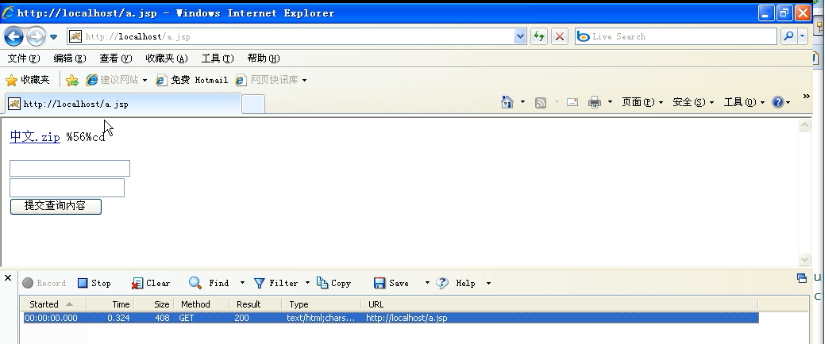 http://localhost/a.jsp - Windows Internet Explorer
http://localhost/a.jsp
Live Search
文件(F) 编辑(E) 查看(V) 收藏夹(A) 工具(T) 帮助(H)
收藏夹 建议网站 免费 Hotmail 网页快讯库
http://localhost/a.jsp
页面(P) 安全(S) 工具(O) »
中文.zip %56%cd
提交查询内容
Record Stop Clear Find Filter Copy Save Help
Started Time Size Method Result Type URL
00:00:00.000 0.324 408 GET 200 text/html;chars... http://localhost/a.jsp